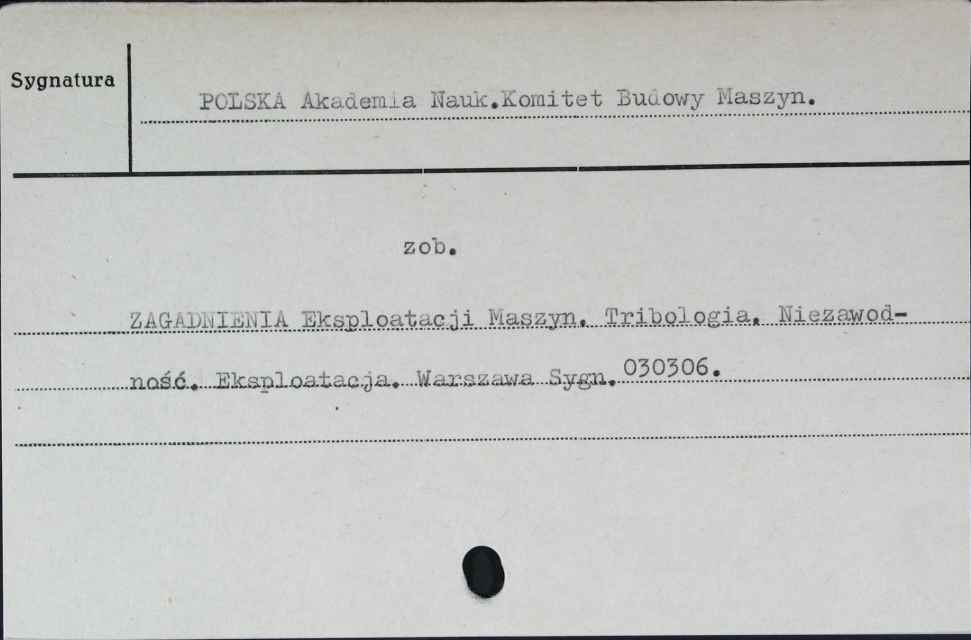 Sygnatura
POLSKA Akademia Nauk.Komitet Budowy Maszyn.
zob.
ZAGADNIENIA Eksploatacji Maszyn. Tribologia. Niezawod-
ność. Eksploatacja. Warszawa Sygn. 030306.